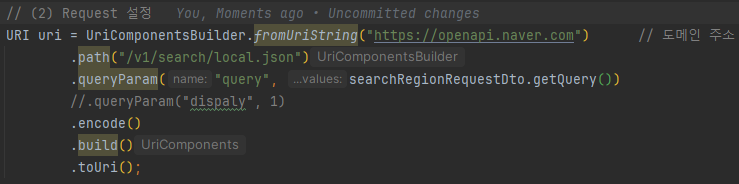 // (2) Request 설정    You, Moments ago • Uncommitted changes
URI uri = UriComponentsBuilder.fromUriString("https://openapi.naver.com")    // 도메인 주소
.path("/v1/search/local.json") UriComponentsBuilder
.queryParam( name: "query", ...values: searchRegionRequestDto.getQuery())
//.queryParam("dispaly", 1)
.encode()
.build() UriComponents
.toUri();